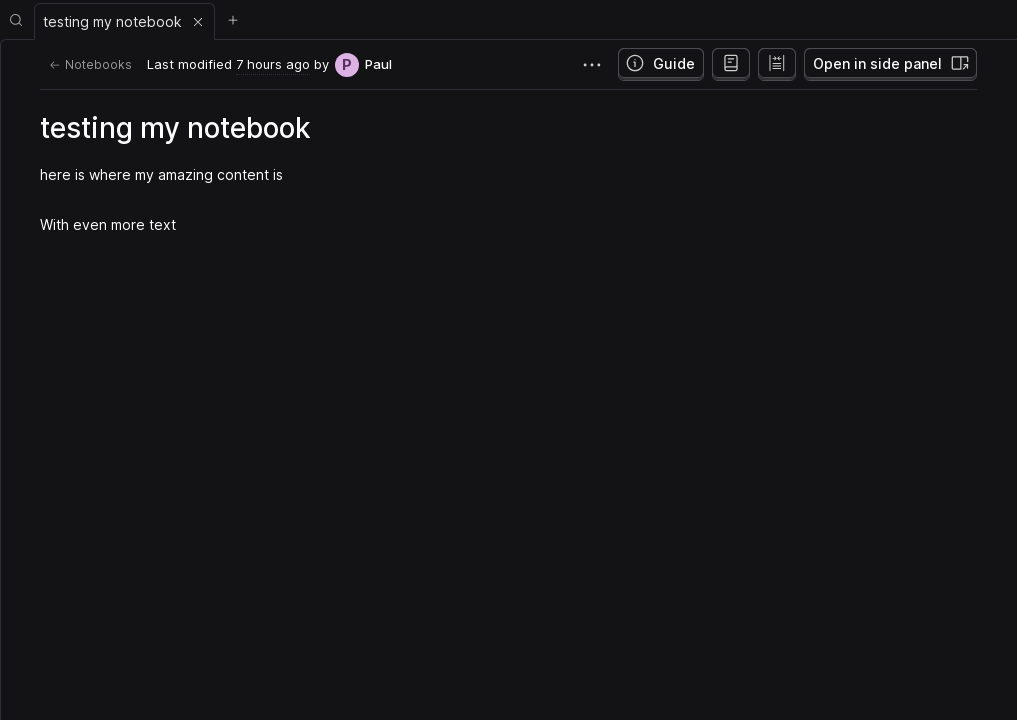 testing my notebook
Notebooks
Last modified 7 hours ago by P Paul
Guide
Open in side panel
testing my notebook
here is where my amazing content is
With even more text